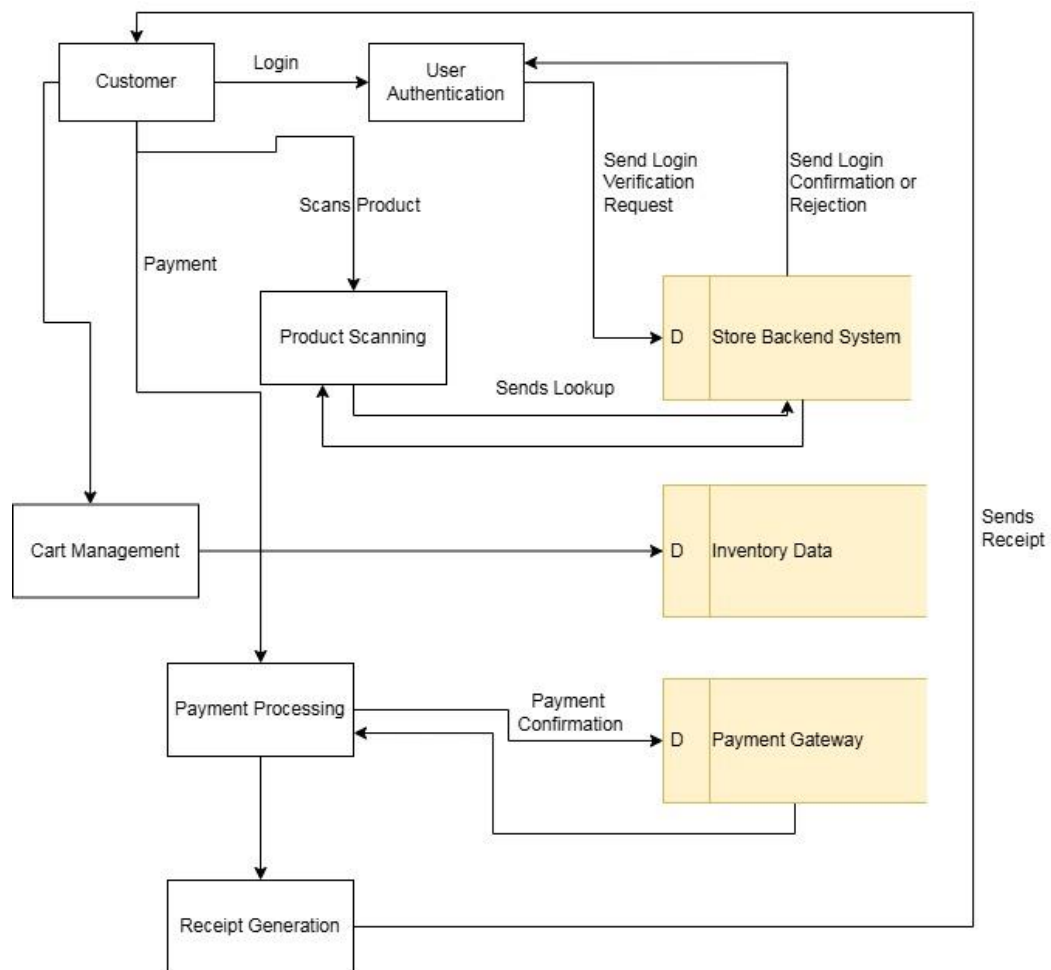 Customer
Login
User
Authentication
Send Login
Verification
Request
Send Login
Confirmation or
Rejection
Scans Product
Payment
Product Scanning
D
Store Backend System
Sends Lookup
Cart Management
D
Inventory Data
Sends
Receipt
Payment Processing
Payment
Confirmation
D
Payment Gateway
Receipt Generation